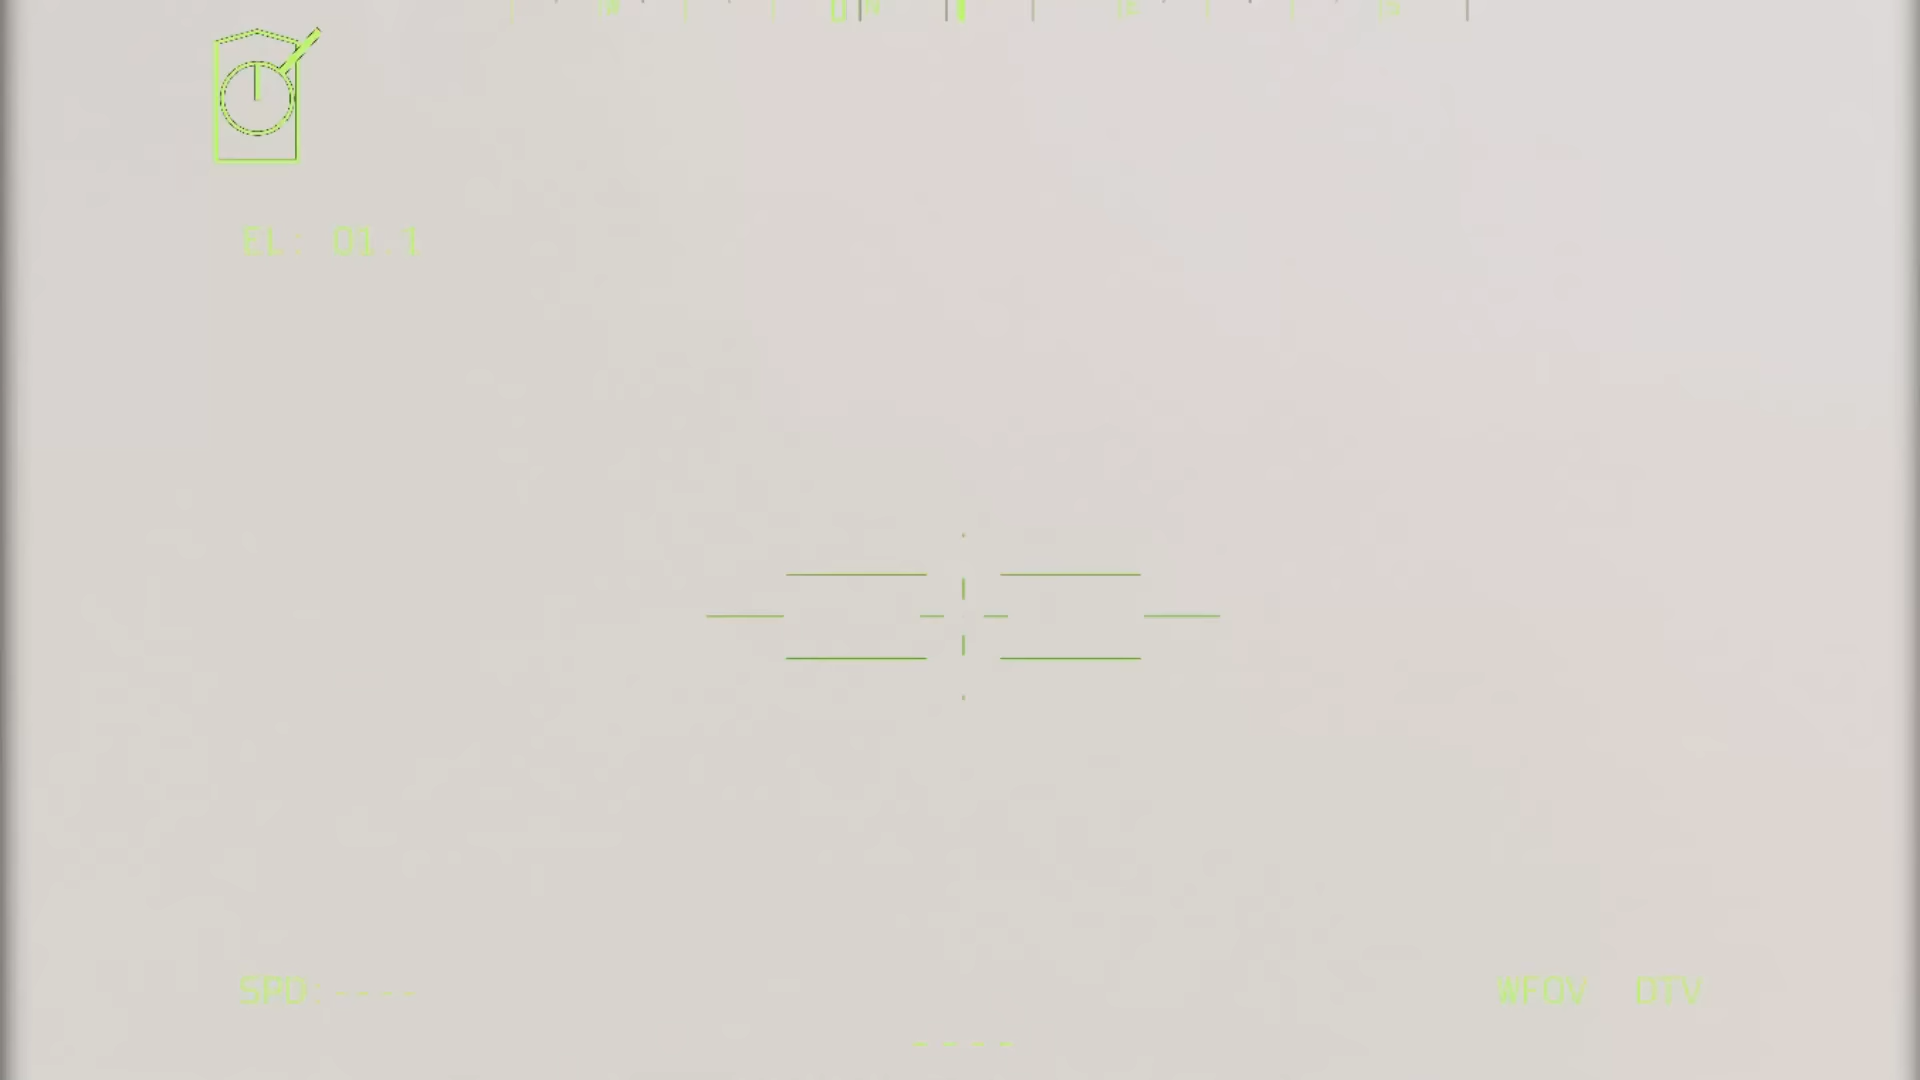 W N E S
EL: 01.1
SPD:----
WFOV DTV
----